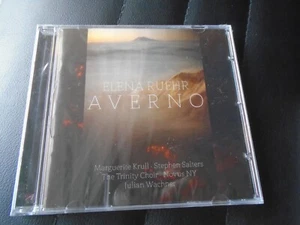 ELENA RUEHR
AVERNO
Marguerite Krull · Stephen Salters
The Trinity Choir · Novus NY
Julian Wachner